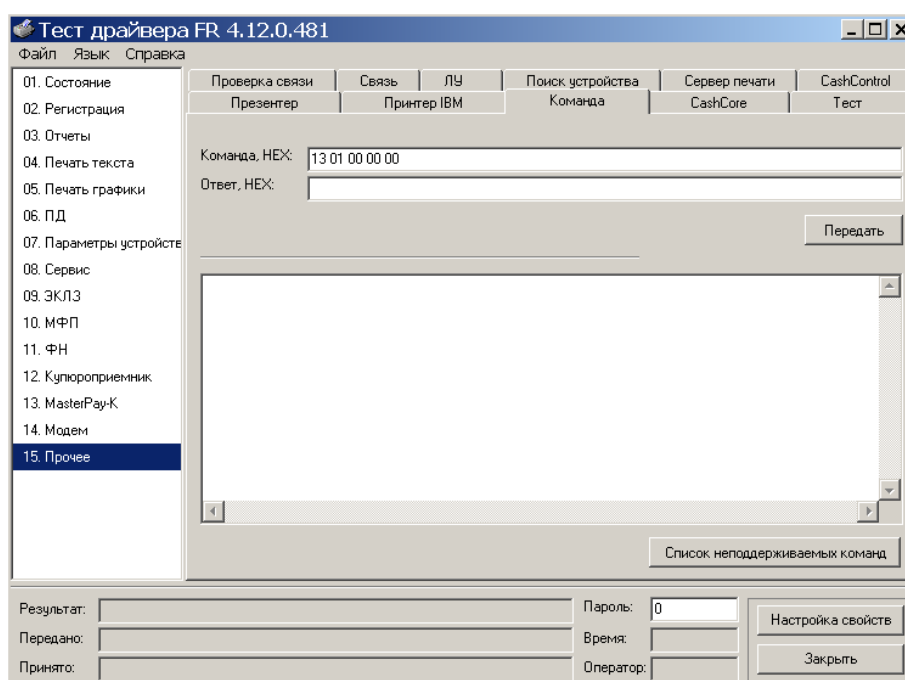 Тест драйвера FR 4.12.0.481
Файл Язык Справка
01. Состояние
02. Регистрация
03. Отчеты
04. Печать текста
05. Печать графики
06. ПД
07. Параметры устройств
08. Сервис
09. ЭКЛЗ
10. МФП
11. ФН
12. Купюроприемник
13. MasterPay-K
14. Модем
15. Прочее
Проверка связи Связь ЛУ Поиск устройства Сервер печати CashControl
Презентер Принтер IBM Команда CashCore Тест
Команда, HEX: 13 01 00 00 00
Ответ, HEX:
Передать
Список неподдерживаемых команд
Результат: Пароль: 0
Передано: Время:
Принято: Оператор:
Настройка свойств
Закрыть